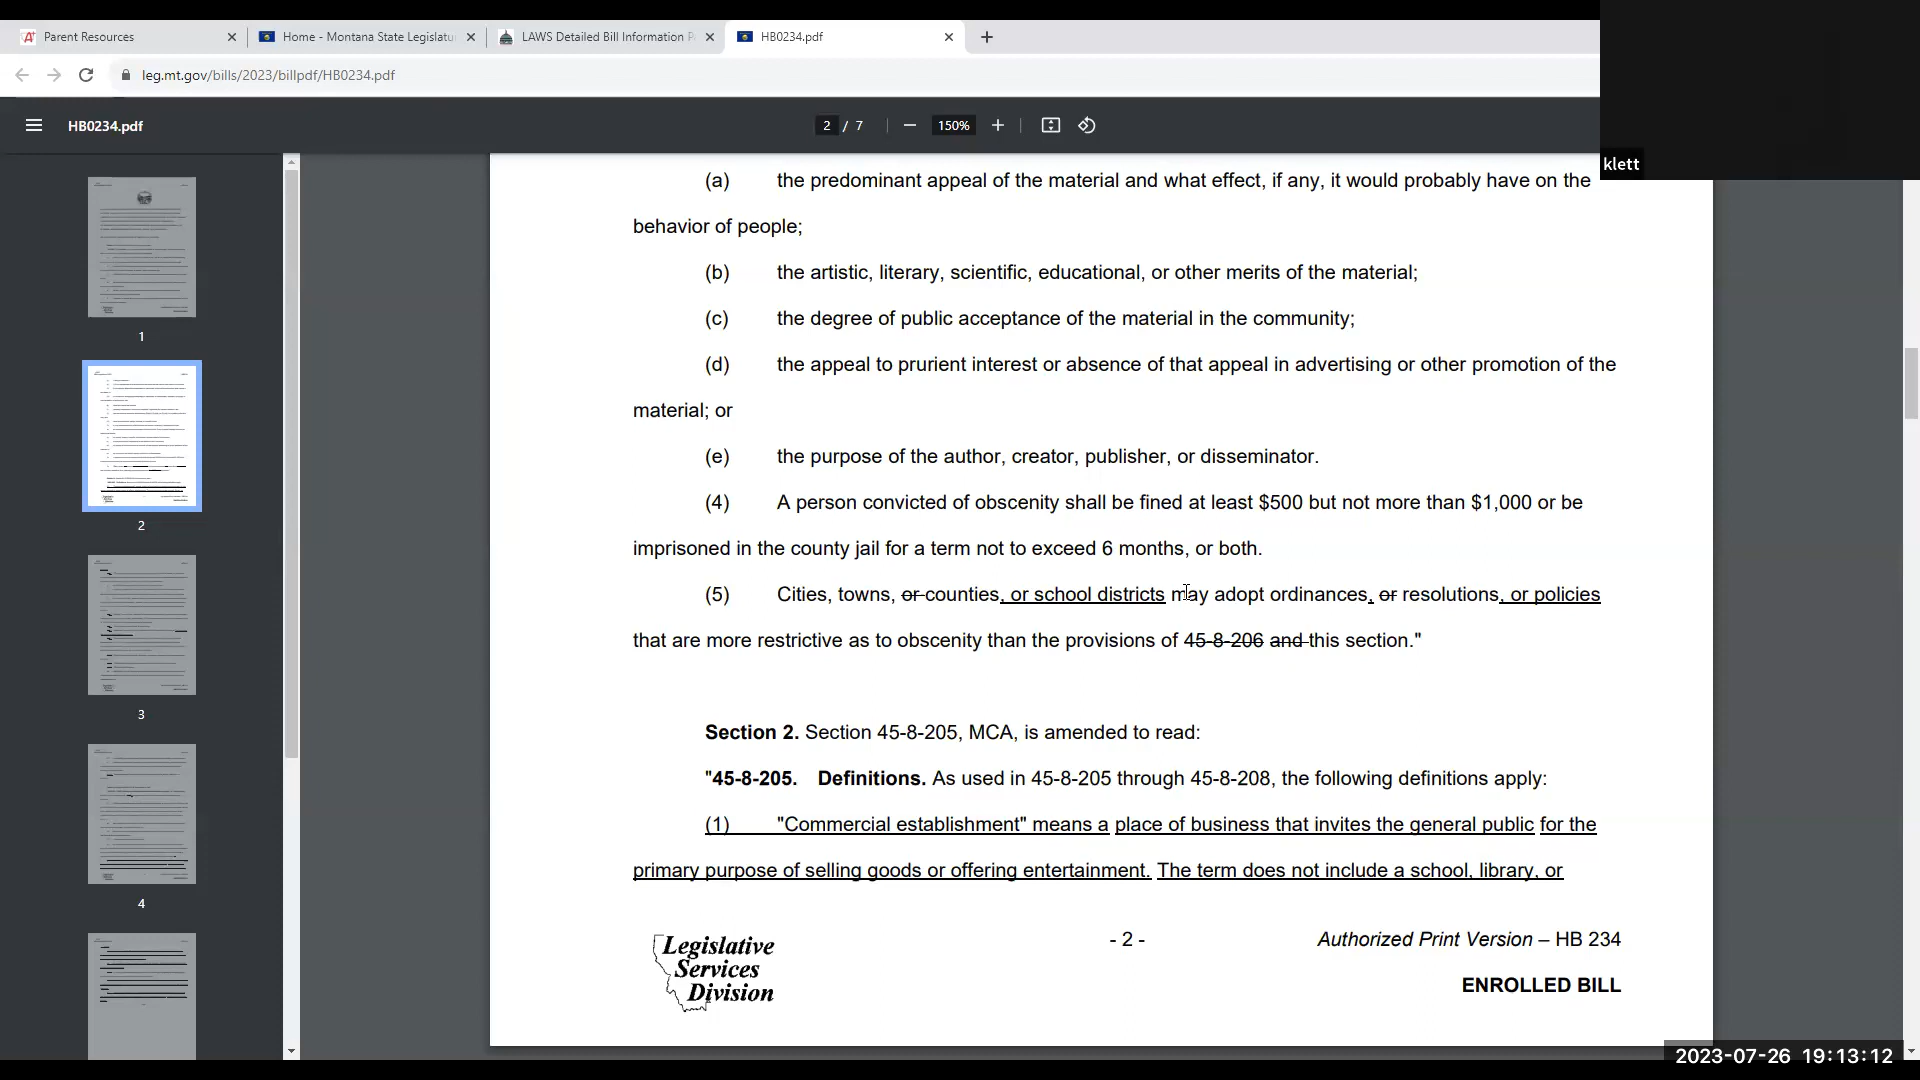 Parent Resources
Home - Montana State Legislatu
LAWS Detailed Bill Information P
HB0234.pdf
leg.mt.gov/bills/2023/billpdf/HB0234.pdf
HB0234.pdf
2 / 7
150%
klett
(a) the predominant appeal of the material and what effect, if any, it would probably have on the
behavior of people;
(b) the artistic, literary, scientific, educational, or other merits of the material;
(c) the degree of public acceptance of the material in the community;
(d) the appeal to prurient interest or absence of that appeal in advertising or other promotion of the
material; or
(e) the purpose of the author, creator, publisher, or disseminator.
(4) A person convicted of obscenity shall be fined at least $500 but not more than $1,000 or be
imprisoned in the county jail for a term not to exceed 6 months, or both.
(5) Cities, towns, or counties, or school districts may adopt ordinances, or resolutions, or policies
that are more restrictive as to obscenity than the provisions of 45-8-206 and this section."
Section 2. Section 45-8-205, MCA, is amended to read:
"45-8-205. Definitions. As used in 45-8-205 through 45-8-208, the following definitions apply:
(1) "Commercial establishment" means a place of business that invites the general public for the
primary purpose of selling goods or offering entertainment. The term does not include a school, library, or
Legislative
Services
Division
- 2 -
Authorized Print Version – HB 234
ENROLLED BILL
1
2
3
4
2023-07-26 19:13:12